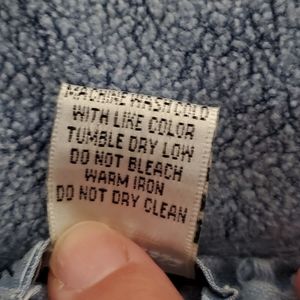 MACHINE WASH COLD
WITH LIKE COLOR
TUMBLE DRY LOW
DO NOT BLEACH
WARM IRON
DO NOT DRY CLEAN